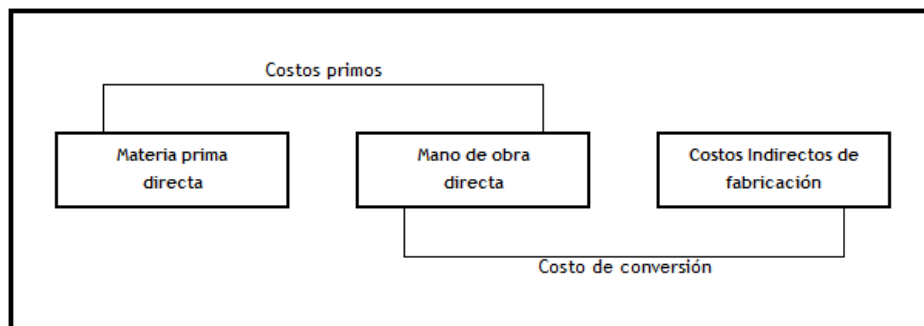 Costos primos
Materia prima
directa
Mano de obra
directa
Costos Indirectos de
fabricación
Costo de conversión